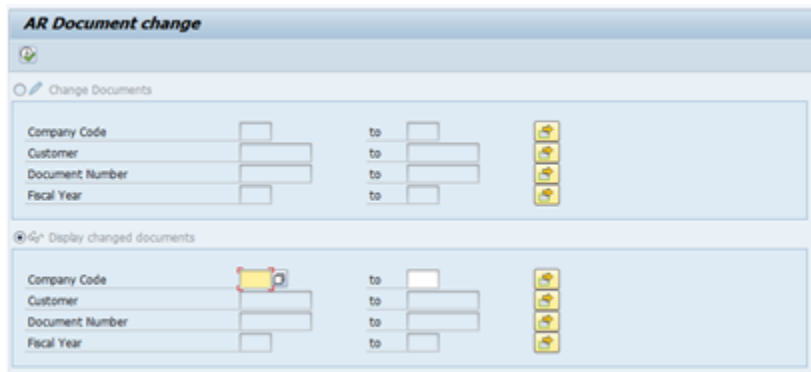 AR Document change
Change Documents
Company Code to
Customer to
Document Number to
Fiscal Year to
Display changed documents
Company Code to
Customer to
Document Number to
Fiscal Year to